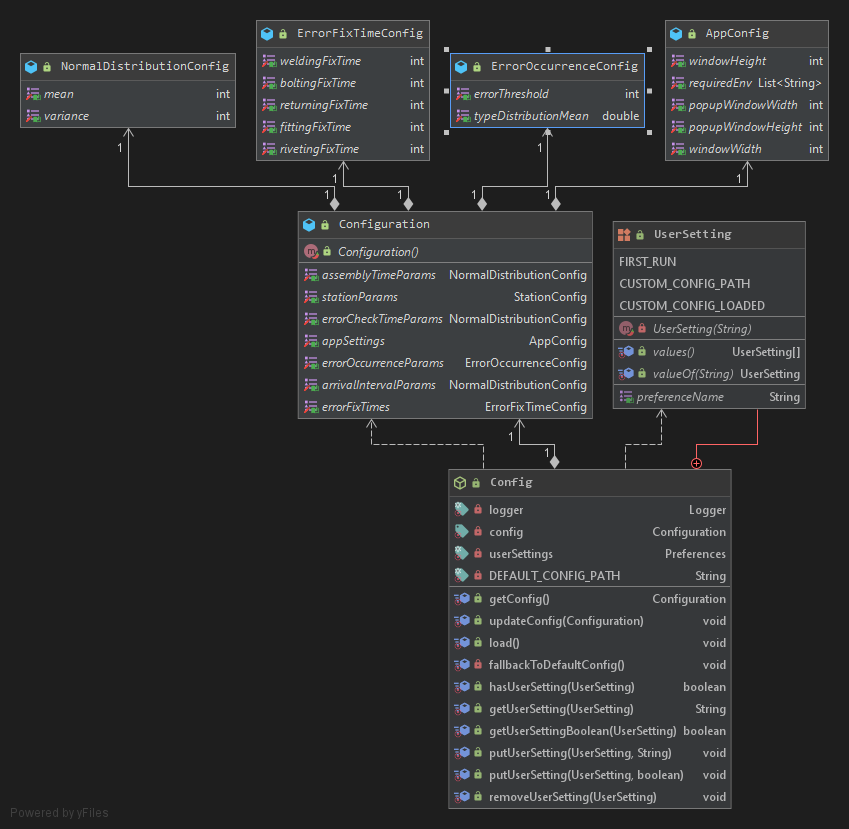 NormalDistributionConfig
mean int
variance int
ErrorFixTimeConfig
weldingFixTime int
boltingFixTime int
returningFixTime int
fittingFixTime int
rivetingFixTime int
ErrorOccurrenceConfig
errorThreshold int
typeDistributionMean double
AppConfig
windowHeight int
requiredEnv List<String>
popupWindowWidth int
popupWindowHeight int
windowWidth int
1
1
1
1
1
1
1
1
Configuration
m
Configuration()
assemblyTimeParams NormalDistributionConfig
stationParams StationConfig
errorCheckTimeParams NormalDistributionConfig
appSettings AppConfig
errorOccurrenceParams ErrorOccurrenceConfig
arrivalIntervalParams NormalDistributionConfig
errorFixTimes ErrorFixTimeConfig
UserSetting
FIRST_RUN
CUSTOM_CONFIG_PATH
CUSTOM_CONFIG_LOADED
m
UserSetting(String)
values() UserSetting[]
valueOf(String) UserSetting
preferenceName String
1
1
Config
logger Logger
config Configuration
userSettings Preferences
DEFAULT_CONFIG_PATH String
getConfig() Configuration
updateConfig(Configuration) void
load() void
fallbackToDefaultConfig() void
hasUserSetting(UserSetting) boolean
getUserSetting(UserSetting) String
getUserSettingBoolean(UserSetting) boolean
putUserSetting(UserSetting, String) void
putUserSetting(UserSetting, boolean) void
removeUserSetting(UserSetting) void
Powered by yFiles